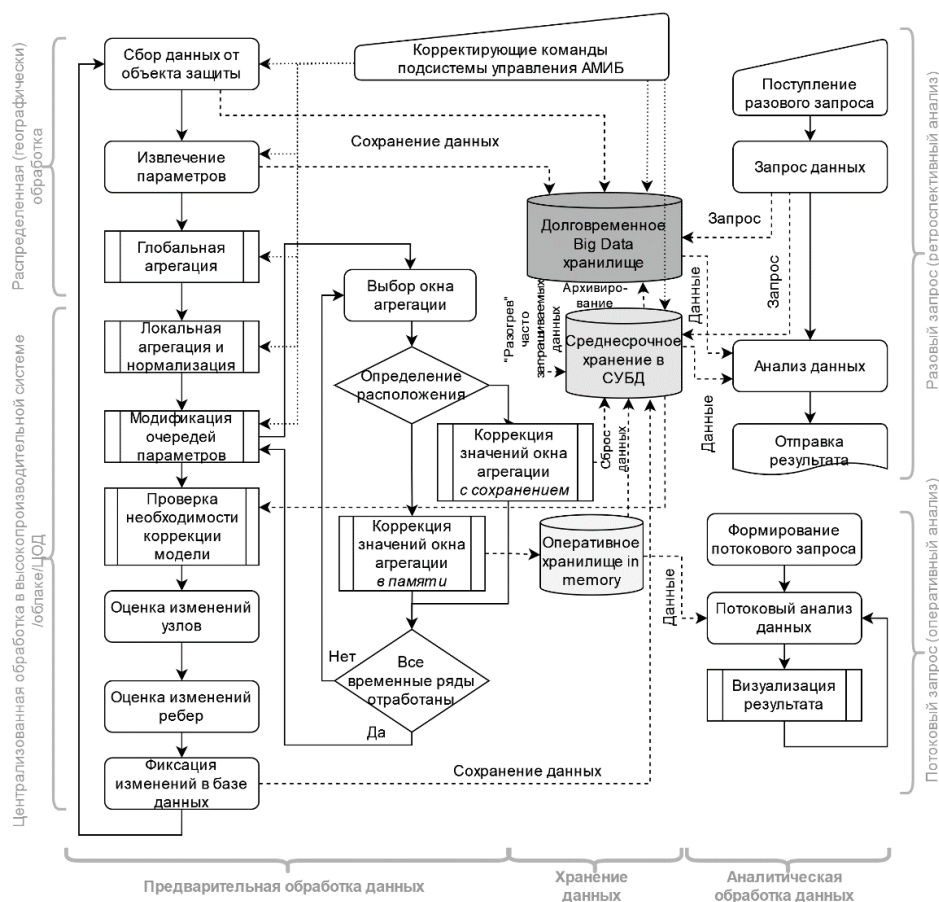 Сбор данных от
объекта защиты
Корректирующие команды
подсистемы управления АМИБ
Поступление
разового запроса
Сохранение данных
Извлечение
параметров
Запрос данных
Глобальная
агрегация
Долговременное
Big Data
хранилище
Запрос
Запрос
Выбор окна
агрегации
Архивиро-
вание
"Разогрев"
часто
запрашиваемых
данных
Данные
Локальная
агрегация и
нормализация
Среднесрочное
хранение в
СУБД
Анализ данных
Определение
расположения
Данные
Модификация
очередей
параметров
Коррекция
значений окна
агрегации
с сохранением
Сброс
данных
Отправка
результата
Проверка
необходимости
коррекции
модели
Коррекция
значений окна
агрегации
в памяти
Оперативное
хранилище in
memory
Формирование
потокового запроса
Данные
Оценка изменений
узлов
Потоковый анализ
данных
Нет
Все
временные ряды
отработаны
Да
Оценка изменений
ребер
Визуализация
результата
Фиксация
изменений в базе
данных
Сохранение данных
Распределенная (географически)
обработка
Централизованная обработка в высокопроизводительной системе
/облаке/ЦОД
Разовый запрос (ретроспективный анализ)
Потоковый запрос (оперативный анализ)
Предварительная обработка данных
Хранение
данных
Аналитическая
обработка данных